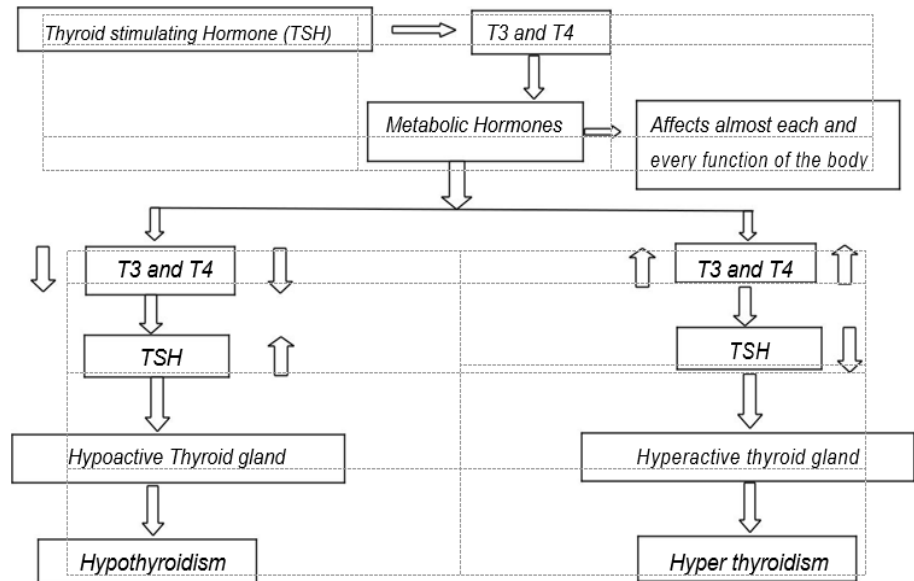 Thyroid stimulating Hormone (TSH)
T3 and T4
Metabolic Hormones
Affects almost each and
every function of the body
T3 and T4
T3 and T4
TSH
TSH
Hypoactive Thyroid gland
Hyperactive thyroid gland
Hypothyroidism
Hyper thyroidism